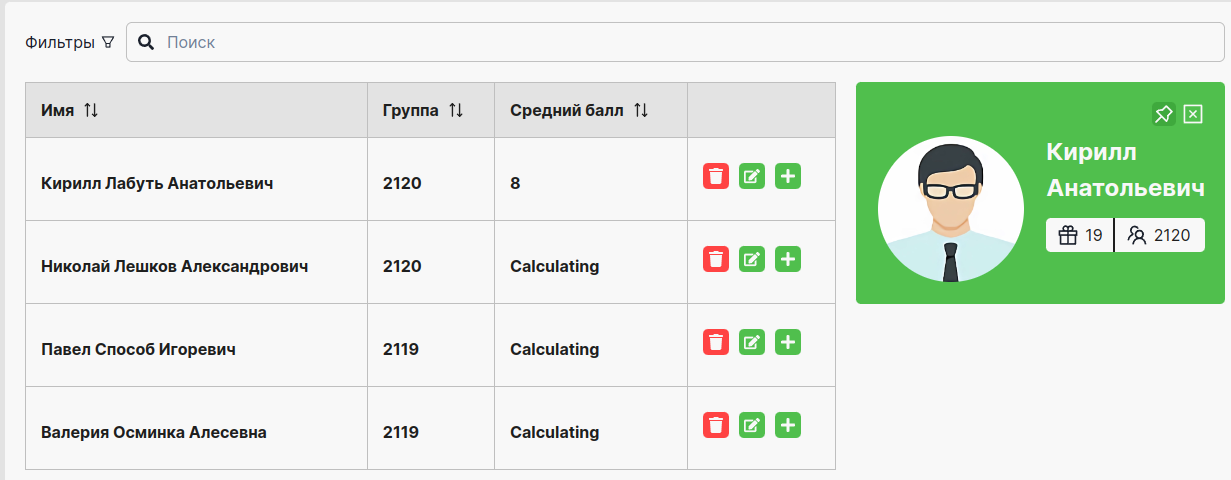 Фильтры Поиск
Имя Группа Средний балл
Кирилл Лабуть Анатольевич 2120 8
Николай Лешков Александрович 2120 Calculating
Павел Способ Игоревич 2119 Calculating
Валерия Осминка Алесевна 2119 Calculating
Кирилл
Анатольевич
19 2120